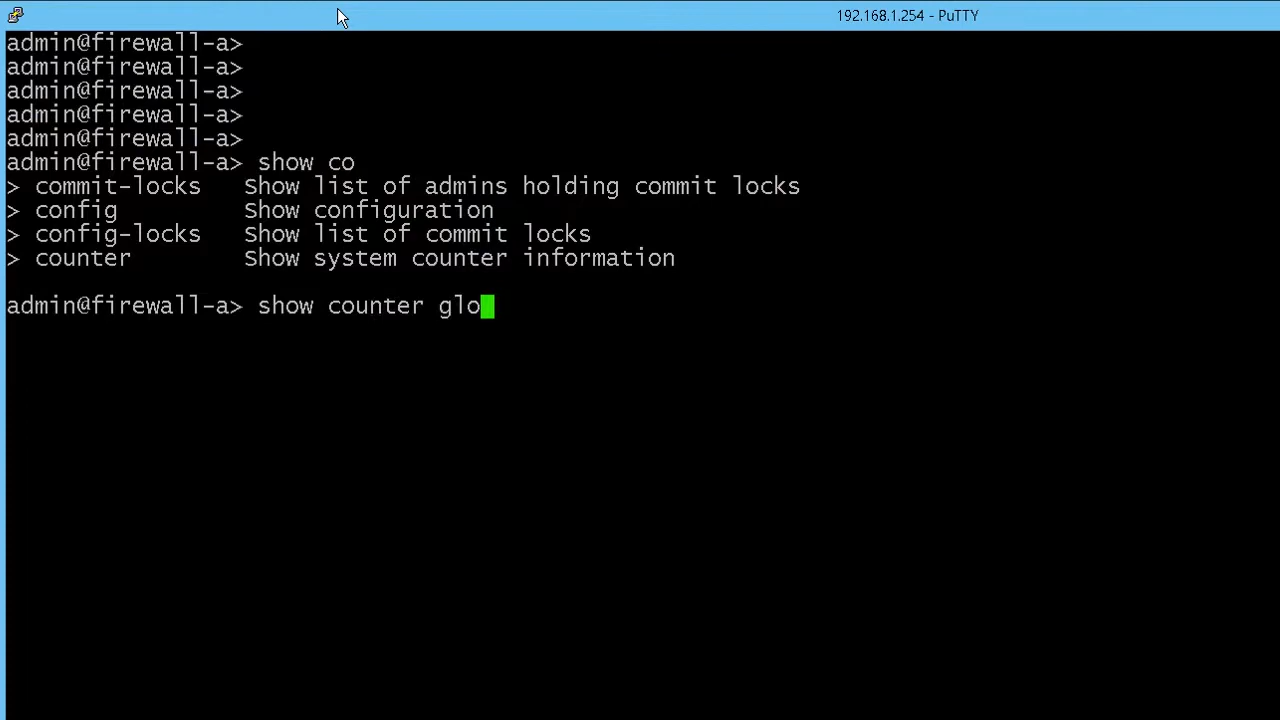 192.168.1.254 - PuTTY
admin@firewall-a>
admin@firewall-a>
admin@firewall-a>
admin@firewall-a>
admin@firewall-a>
admin@firewall-a> show co
> commit-locks   Show list of admins holding commit locks
> config         Show configuration
> config-locks   Show list of commit locks
> counter        Show system counter information
admin@firewall-a> show counter glo